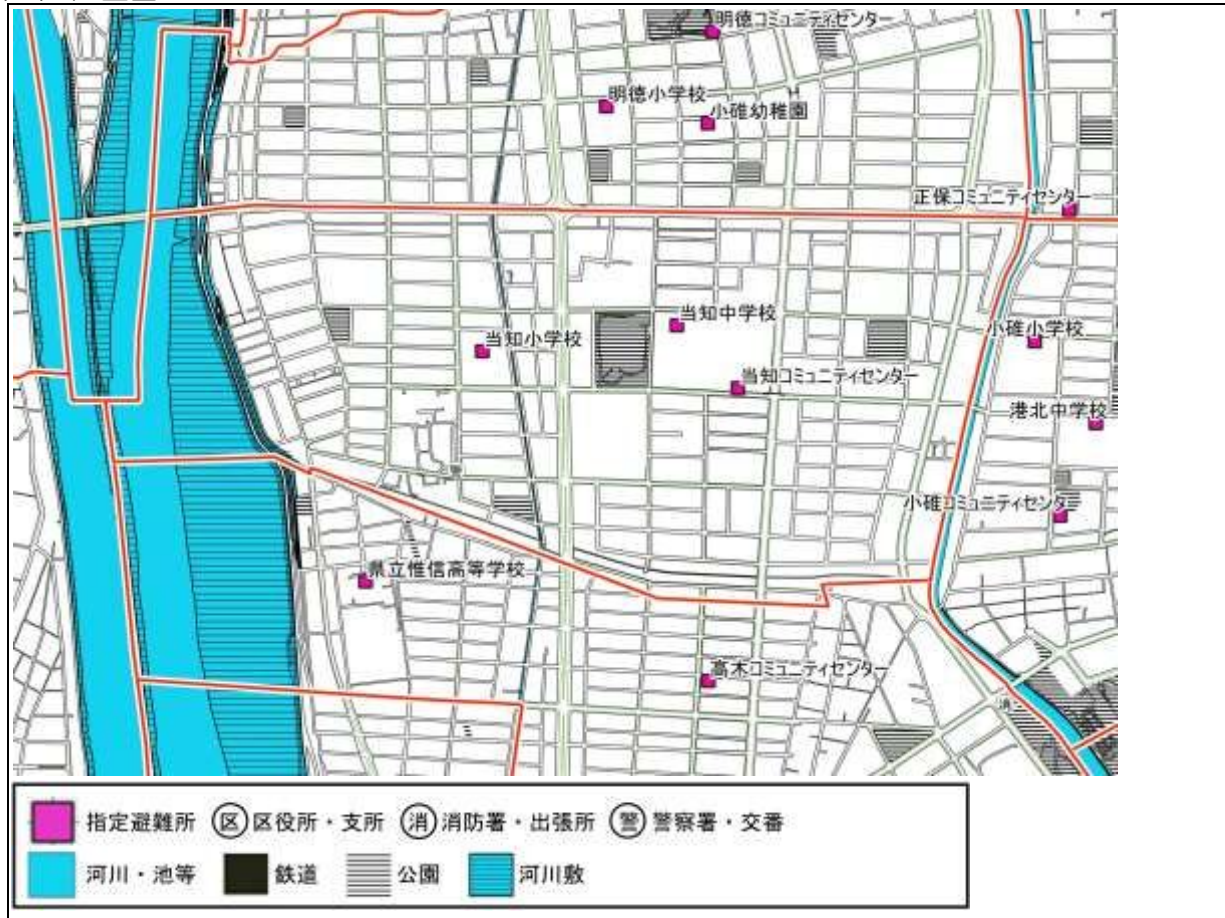 明徳コミュニティセンター
明徳小学校
小碓幼稚園
正保コミュニティセンター
当知中学校
当知小学校
小碓小学校
当知コミュニティセンター
港北中学校
小碓コミュニティセンター
県立惟信高等学校
高木コミュニティセンター
消
指定避難所 区 区役所・支所 消 消防署・出張所 警 警察署・交番
河川・池等 鉄道 公園 河川敷